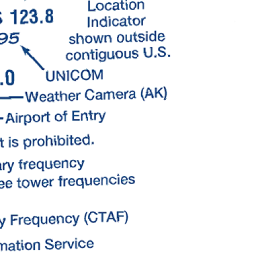 Location
Indicator
123.8
shown outside
95
contiguous U.S.
UNICOM
.0
Weather Camera (AK)
Airport of Entry
t is prohibited.
ary frequency
ee tower frequencies
y Frequency (CTAF)
mation Service